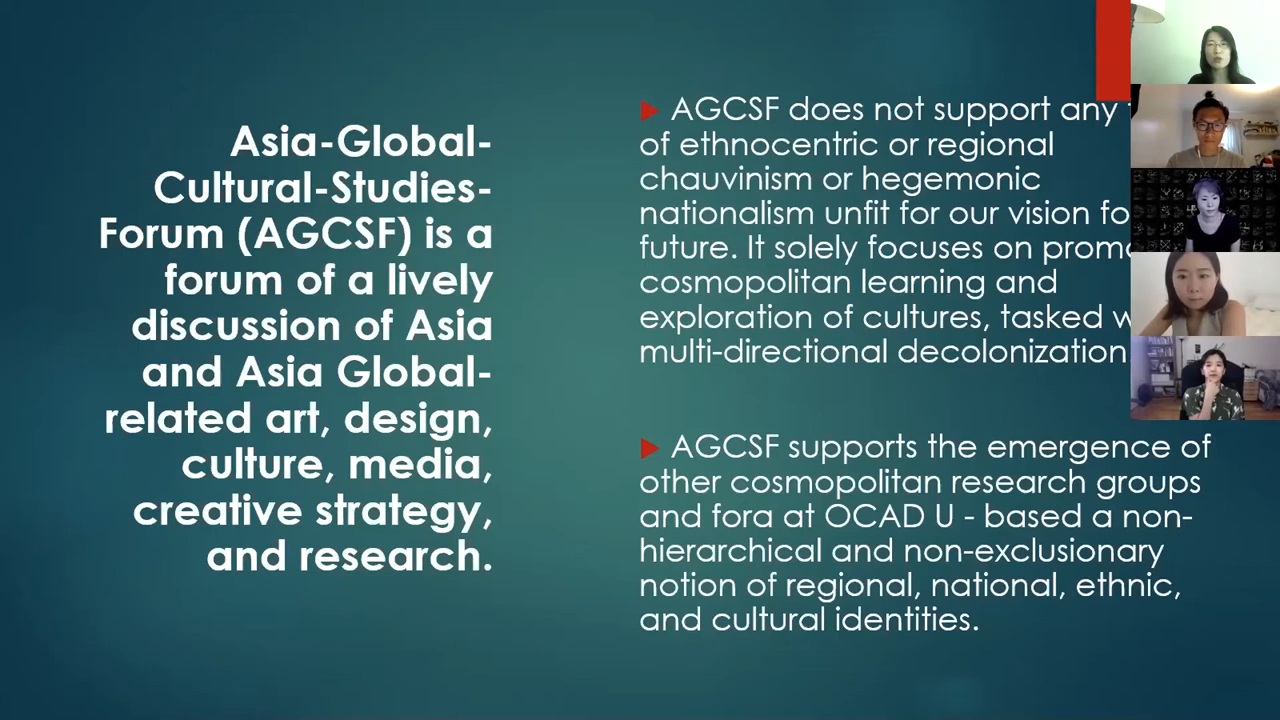 Asia-Global-
Cultural-Studies-
Forum (AGCSF) is a
forum of a lively
discussion of Asia
and Asia Global-
related art, design,
culture, media,
creative strategy,
and research.
AGCSF does not support any
of ethnocentric or regional
chauvinism or hegemonic
nationalism unfit for our vision
future. It solely focuses on
cosmopolitan learning and
exploration of cultures, tasked
multi-directional decolonization
AGCSF supports the emergence of
other cosmopolitan research groups
and fora at OCAD U - based a non-
hierarchical and non-exclusionary
notion of regional, national, ethnic,
and cultural identities.